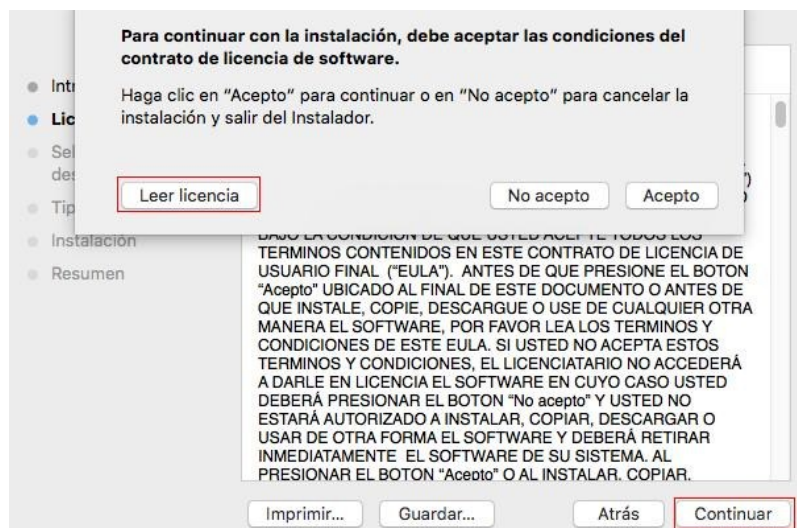 Para continuar con la instalación, debe aceptar las condiciones del
contrato de licencia de software.
Haga clic en "Acepto" para continuar o en "No acepto" para cancelar la
instalación y salir del Instalador.
Leer licencia
No acepto
Acepto
Instalación
Resumen
BAJO LA CONDICIÓN DE QUE USTED ACEPTE TODOS LOS
TERMINOS CONTENIDOS EN ESTE CONTRATO DE LICENCIA DE
USUARIO FINAL ("EULA"). ANTES DE QUE PRESIONE EL BOTON
"Acepto" UBICADO AL FINAL DE ESTE DOCUMENTO O ANTES DE
QUE INSTALE, COPIE, DESCARGUE O USE DE CUALQUIER OTRA
MANERA EL SOFTWARE, POR FAVOR LEA LOS TERMINOS Y
CONDICIONES DE ESTE EULA. SI USTED NO ACEPTA ESTOS
TERMINOS Y CONDICIONES, EL LICENCIATARIO NO ACCEDERÁ
A DARLE EN LICENCIA EL SOFTWARE EN CUYO CASO USTED
DEBERÁ PRESIONAR EL BOTON "No acepto" Y USTED NO
ESTARÁ AUTORIZADO A INSTALAR, COPIAR, DESCARGAR O
USAR DE OTRA FORMA EL SOFTWARE Y DEBERÁ RETIRAR
INMEDIATAMENTE EL SOFTWARE DE SU SISTEMA. AL
PRESIONAR EL BOTON "Acepto" O AL INSTALAR, COPIAR,
Imprimir...
Guardar...
Atrás
Continuar